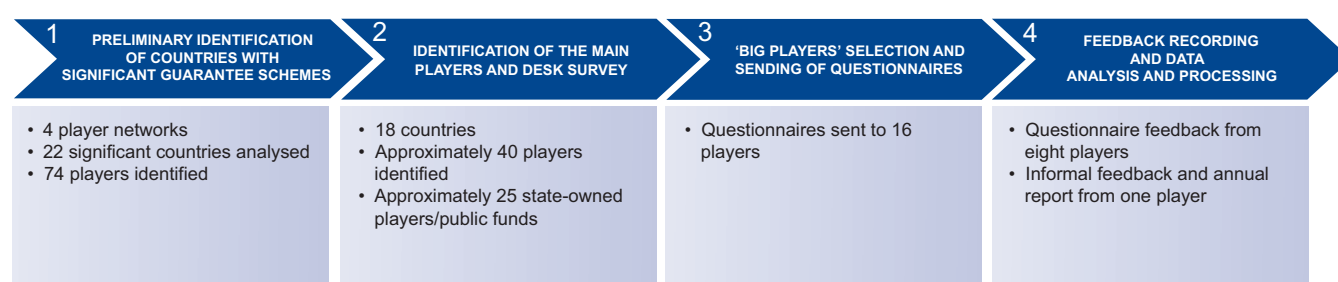 1
PRELIMINARY IDENTIFICATION
OF COUNTRIES WITH
SIGNIFICANT GUARANTEE SCHEMES
• 4 player networks
• 22 significant countries analysed
• 74 players identified
2
IDENTIFICATION OF THE MAIN
PLAYERS AND DESK SURVEY
• 18 countries
• Approximately 40 players
identified
• Approximately 25 state-owned
players/public funds
3
‘BIG PLAYERS’ SELECTION AND
SENDING OF QUESTIONNAIRES
• Questionnaires sent to 16
players
4
FEEDBACK RECORDING
AND DATA
ANALYSIS AND PROCESSING
• Questionnaire feedback from
eight players
• Informal feedback and annual
report from one player